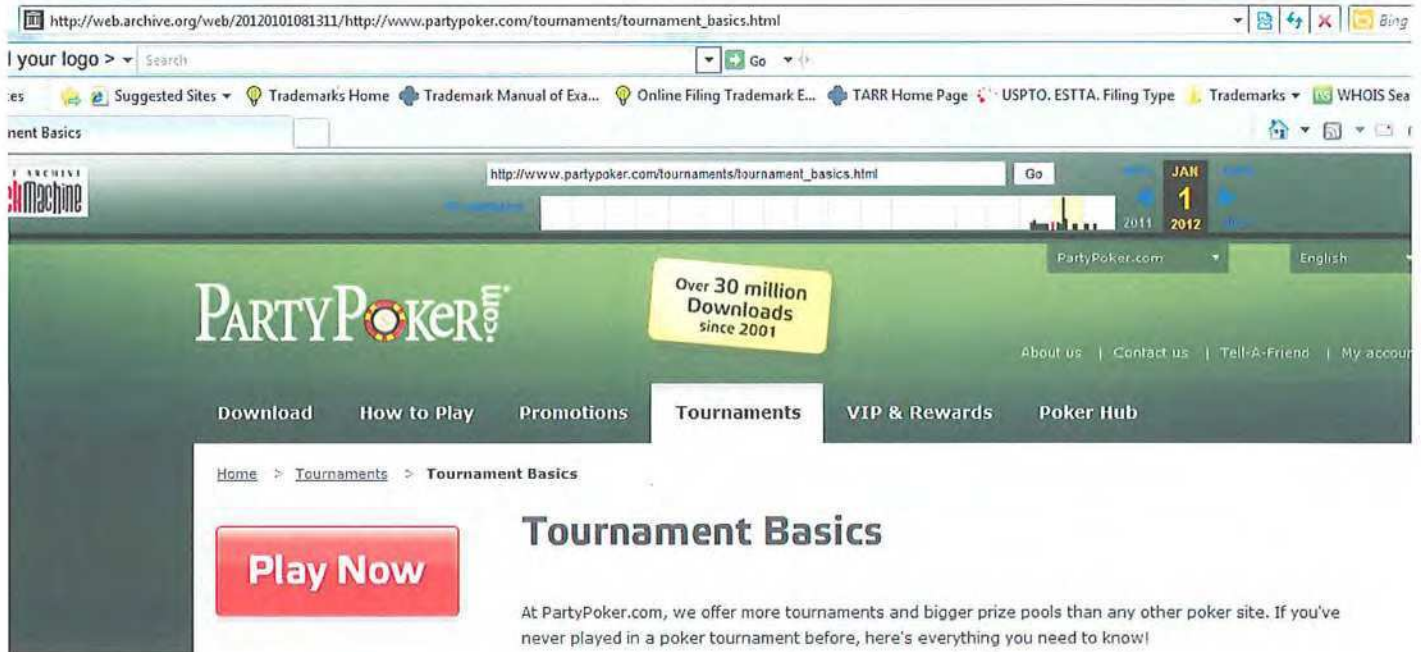 http://web.archive.org/web/20120101081311/http://www.partypoker.com/tournaments/tournament_basics.html Bing
l your logo > Search Go
Suggested Sites Trademarks Home Trademark Manual of Exa... Online Filing Trademark E... TARR Home Page USPTO. ESTTA. Filing Type Trademarks WHOIS Sea
nent Basics
http://www.partypoker.com/tournaments/tournament_basics.html Go JAN
1
2011 2012
PartyPoker.com English
PARTYPOKER.com
Over 30 million
Downloads
since 2001
About us | Contact us | Tell-A-Friend | My accour
Download How to Play Promotions Tournaments VIP & Rewards Poker Hub
Home > Tournaments > Tournament Basics
Tournament Basics
Play Now
At PartyPoker.com, we offer more tournaments and bigger prize pools than any other poker site. If you've
never played in a poker tournament before, here's everything you need to know!